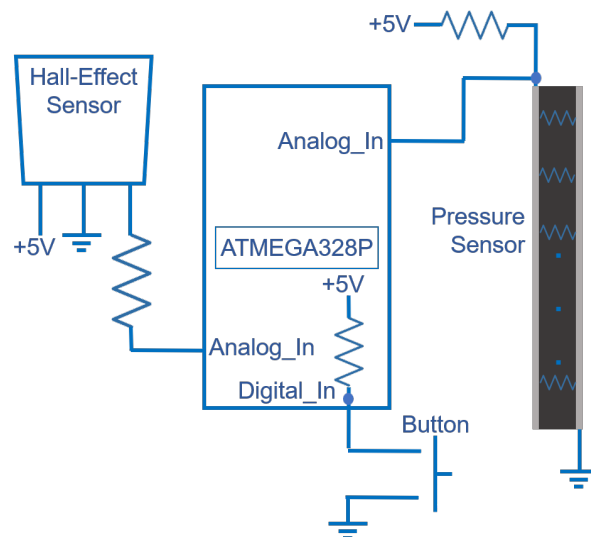 +5V
Hall-Effect
Sensor
Analog_In
Pressure
Sensor
+5V
ATMEGA328P
+5V
Analog_In
Digital_In
Button